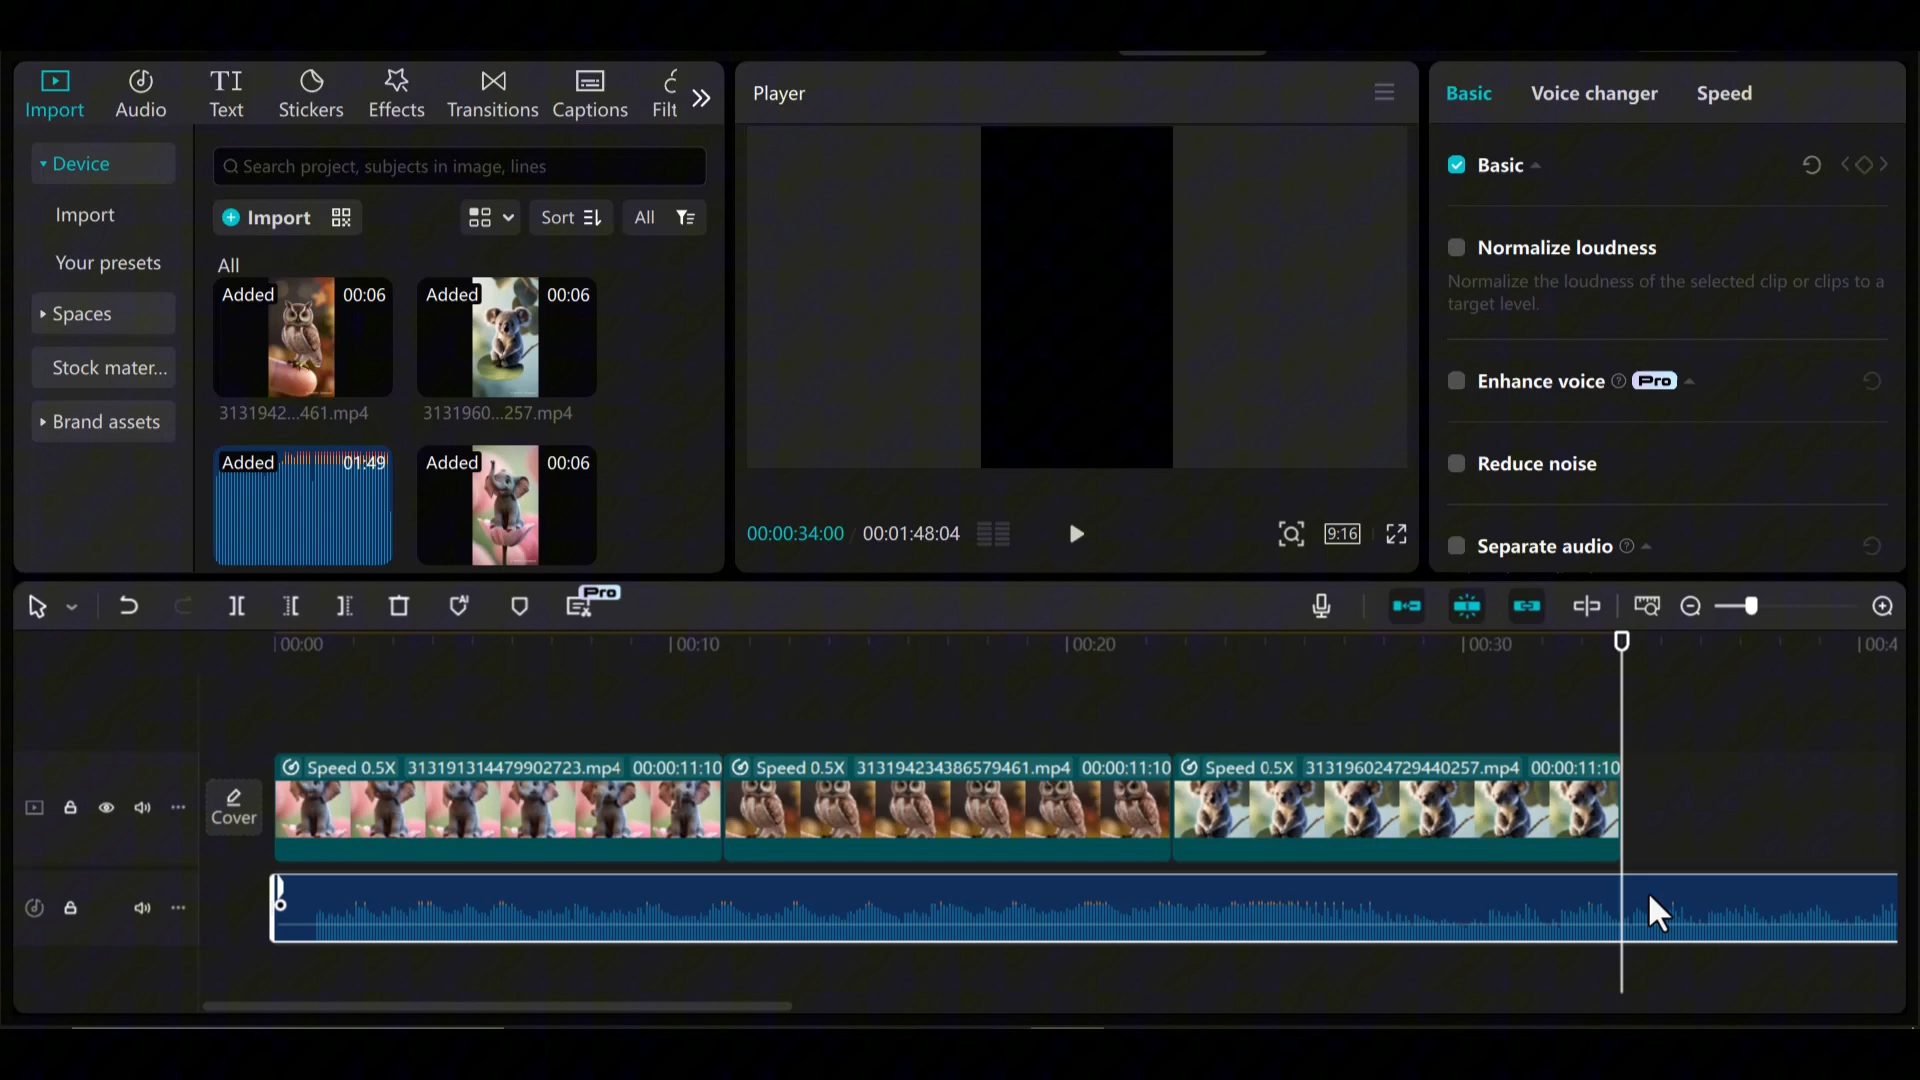 Import
Audio
Text
Stickers
Effects
Transitions
Captions
Filt
Device
Import
Your presets
Spaces
Stock mater...
Brand assets
Search project, subjects in image, lines
Import
Sort
All
All
Added 00:06
3131942...461.mp4
Added 00:06
3131960...257.mp4
Added 01:49
Added 00:06
Player
00:00:34:00 / 00:01:48:04
9:16
Basic
Voice changer
Speed
Basic
Normalize loudness
Normalize the loudness of the selected clip or clips to a
target level.
Enhance voice Pro
Reduce noise
Separate audio
Pro
00:00
00:10
00:20
00:30
00:4
Cover
Speed 0.5X 313191314479902723.mp4 00:00:11:10
Speed 0.5X 313194234386579461.mp4 00:00:11:10
Speed 0.5X 313196024729440257.mp4 00:00:11:10